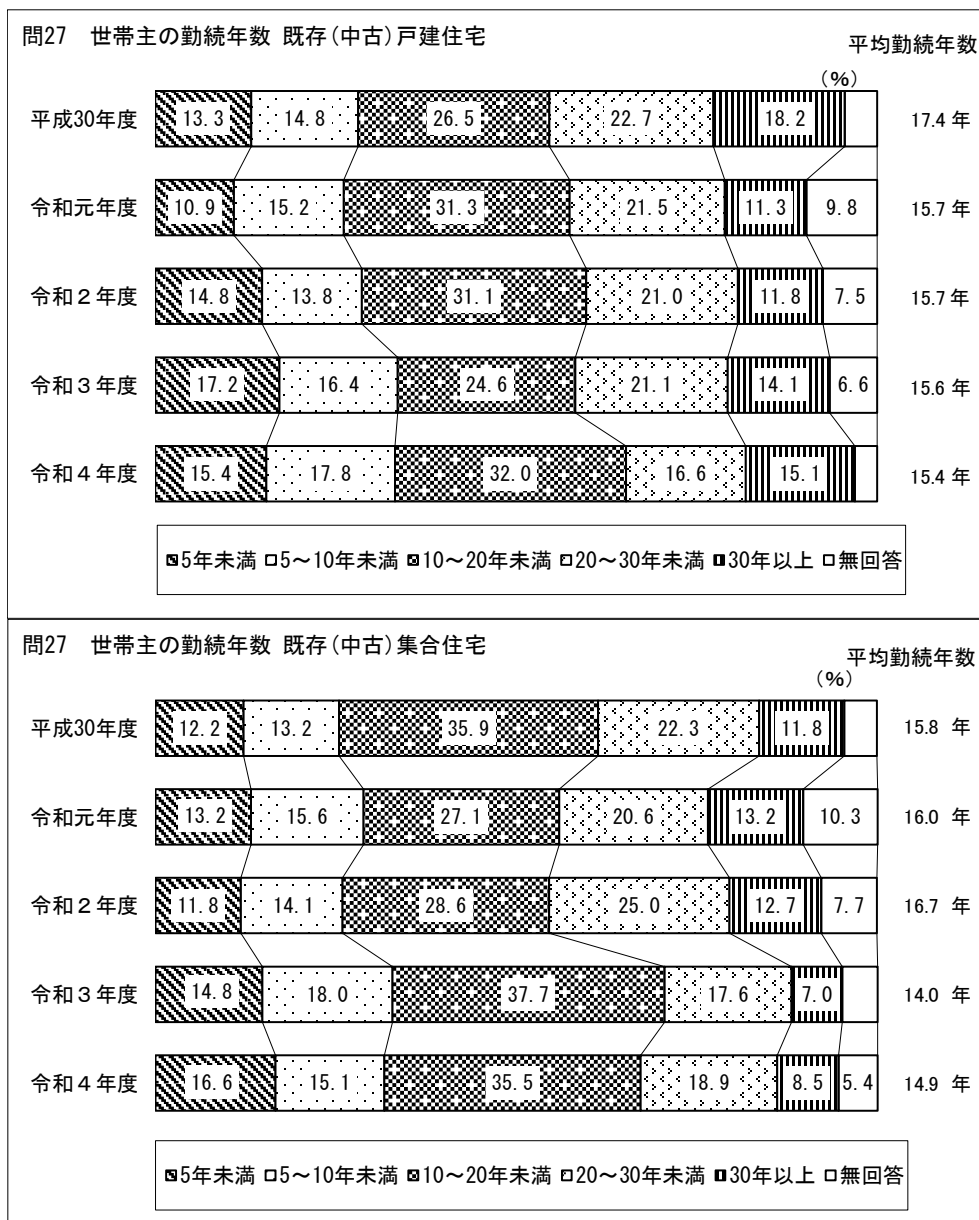 問27　世帯主の勤続年数 既存(中古)戸建住宅
平均勤続年数
(%)
平成30年度 13.3 14.8 26.5 22.7 18.2 17.4 年
令和元年度 10.9 15.2 31.3 21.5 11.3 9.8 15.7 年
令和２年度 14.8 13.8 31.1 21.0 11.8 7.5 15.7 年
令和３年度 17.2 16.4 24.6 21.1 14.1 6.6 15.6 年
令和４年度 15.4 17.8 32.0 16.6 15.1 15.4 年
5年未満 5～10年未満 10～20年未満 20～30年未満 30年以上 無回答
問27　世帯主の勤続年数 既存(中古)集合住宅
平均勤続年数
(%)
平成30年度 12.2 13.2 35.9 22.3 11.8 15.8 年
令和元年度 13.2 15.6 27.1 20.6 13.2 10.3 16.0 年
令和２年度 11.8 14.1 28.6 25.0 12.7 7.7 16.7 年
令和３年度 14.8 18.0 37.7 17.6 7.0 14.0 年
令和４年度 16.6 15.1 35.5 18.9 8.5 5.4 14.9 年
5年未満 5～10年未満 10～20年未満 20～30年未満 30年以上 無回答